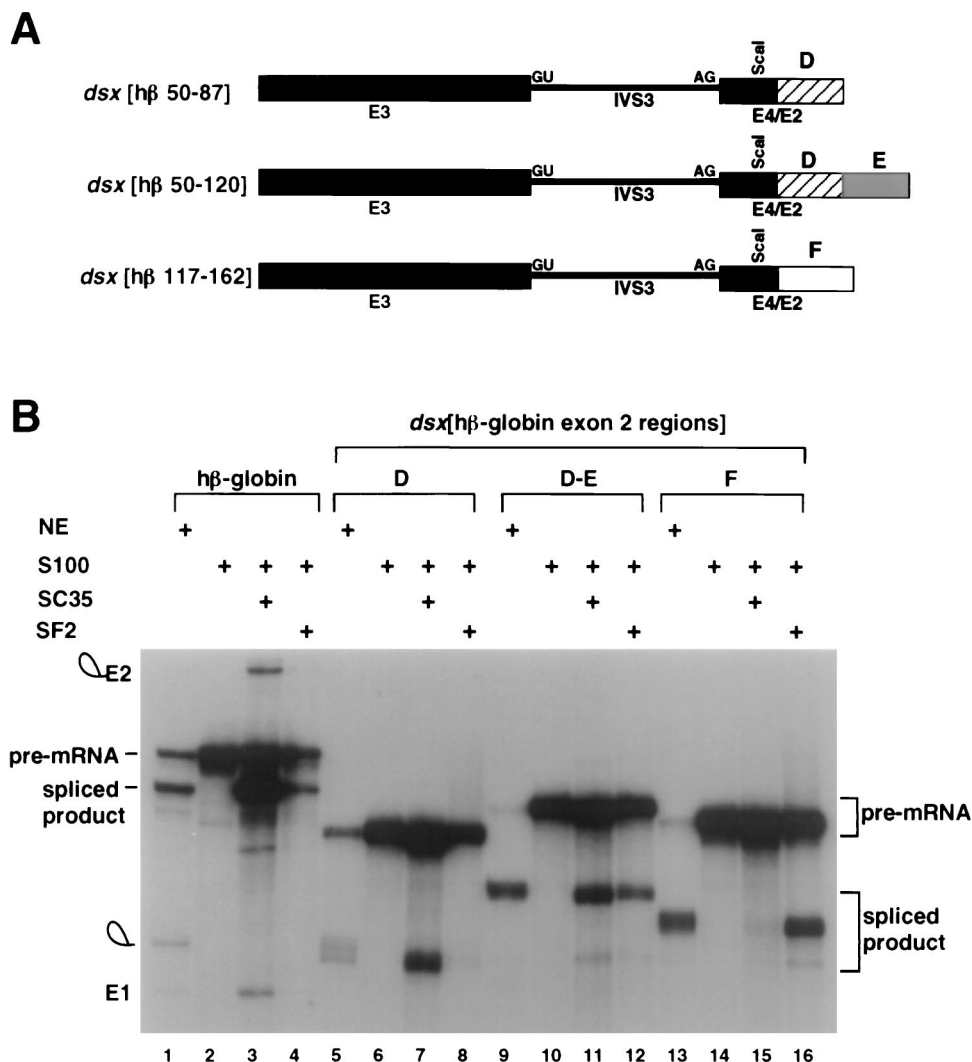 A
dsx [hβ 50-87]
GU
AG
ScaI
D
E3
IVS3
E4/E2
dsx [hβ 50-120]
GU
AG
ScaI
D
E
E3
IVS3
E4/E2
dsx [hβ 117-162]
GU
AG
ScaI
F
E3
IVS3
E4/E2
B
dsx[hβ-globin exon 2 regions]
hβ-globin D D-E F
NE + + + +
S100 + + + + + + + + + + + +
SC35 + + + +
SF2 + + + +
E2
pre-mRNA
spliced product
E1
pre-mRNA
spliced product
1 2 3 4 5 6 7 8 9 10 11 12 13 14 15 16